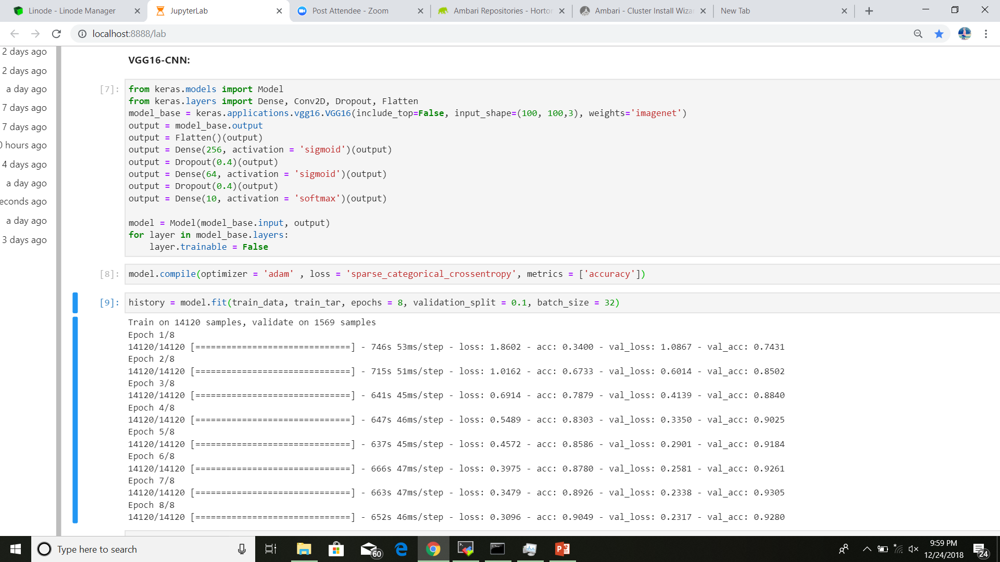 Linode - Linode Manager
JupyterLab
Post Attendee - Zoom
Ambari Repositories - Hortor
Ambari - Cluster Install Wiza
New Tab
localhost:8888/lab
2 days ago
2 days ago
a day ago
7 days ago
7 days ago
0 hours ago
4 days ago
a day ago
econds ago
a day ago
3 days ago
VGG16-CNN:
[7]:
from keras.models import Model
from keras.layers import Dense, Conv2D, Dropout, Flatten
model_base = keras.applications.vgg16.VGG16(include_top=False, input_shape=(100, 100,3), weights='imagenet')
output = model_base.output
output = Flatten()(output)
output = Dense(256, activation = 'sigmoid')(output)
output = Dropout(0.4)(output)
output = Dense(64, activation = 'sigmoid')(output)
output = Dropout(0.4)(output)
output = Dense(10, activation = 'softmax')(output)
model = Model(model_base.input, output)
for layer in model_base.layers:
    layer.trainable = False
[8]: model.compile(optimizer = 'adam' , loss = 'sparse_categorical_crossentropy', metrics = ['accuracy'])
[9]: history = model.fit(train_data, train_tar, epochs = 8, validation_split = 0.1, batch_size = 32)
Train on 14120 samples, validate on 1569 samples
Epoch 1/8
14120/14120 [==============================] - 746s 53ms/step - loss: 1.8602 - acc: 0.3400 - val_loss: 1.0867 - val_acc: 0.7431
Epoch 2/8
14120/14120 [==============================] - 715s 51ms/step - loss: 1.0162 - acc: 0.6733 - val_loss: 0.6014 - val_acc: 0.8502
Epoch 3/8
14120/14120 [==============================] - 641s 45ms/step - loss: 0.6914 - acc: 0.7879 - val_loss: 0.4139 - val_acc: 0.8840
Epoch 4/8
14120/14120 [==============================] - 647s 46ms/step - loss: 0.5489 - acc: 0.8303 - val_loss: 0.3350 - val_acc: 0.9025
Epoch 5/8
14120/14120 [==============================] - 637s 45ms/step - loss: 0.4572 - acc: 0.8586 - val_loss: 0.2901 - val_acc: 0.9184
Epoch 6/8
14120/14120 [==============================] - 666s 47ms/step - loss: 0.3975 - acc: 0.8780 - val_loss: 0.2581 - val_acc: 0.9261
Epoch 7/8
14120/14120 [==============================] - 663s 47ms/step - loss: 0.3479 - acc: 0.8926 - val_loss: 0.2338 - val_acc: 0.9305
Epoch 8/8
14120/14120 [==============================] - 652s 46ms/step - loss: 0.3096 - acc: 0.9049 - val_loss: 0.2317 - val_acc: 0.9280
Type here to search
60
9:59 PM
12/24/2018
24